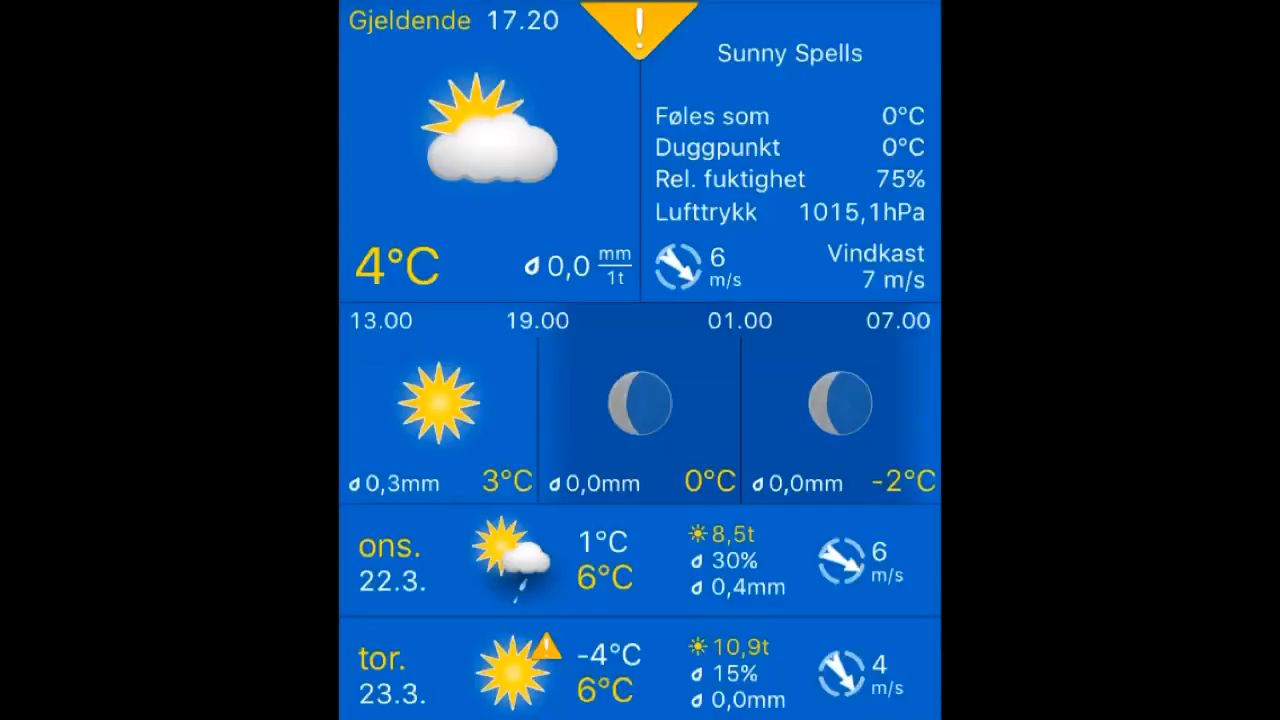 Gjeldende 17.20
!
Sunny Spells
Føles som 0°C
Duggpunkt 0°C
Rel. fuktighet 75%
Lufttrykk 1015,1hPa
4°C 0,0 mm
1t
6 m/s
Vindkast
7 m/s
13.00 19.00 01.00 07.00
0,3mm 3°C 0,0mm 0°C 0,0mm -2°C
ons.
22.3.
1°C
6°C
8,5t
30%
0,4mm
6
m/s
tor.
23.3.
!
-4°C
6°C
10,9t
15%
0,0mm
4
m/s